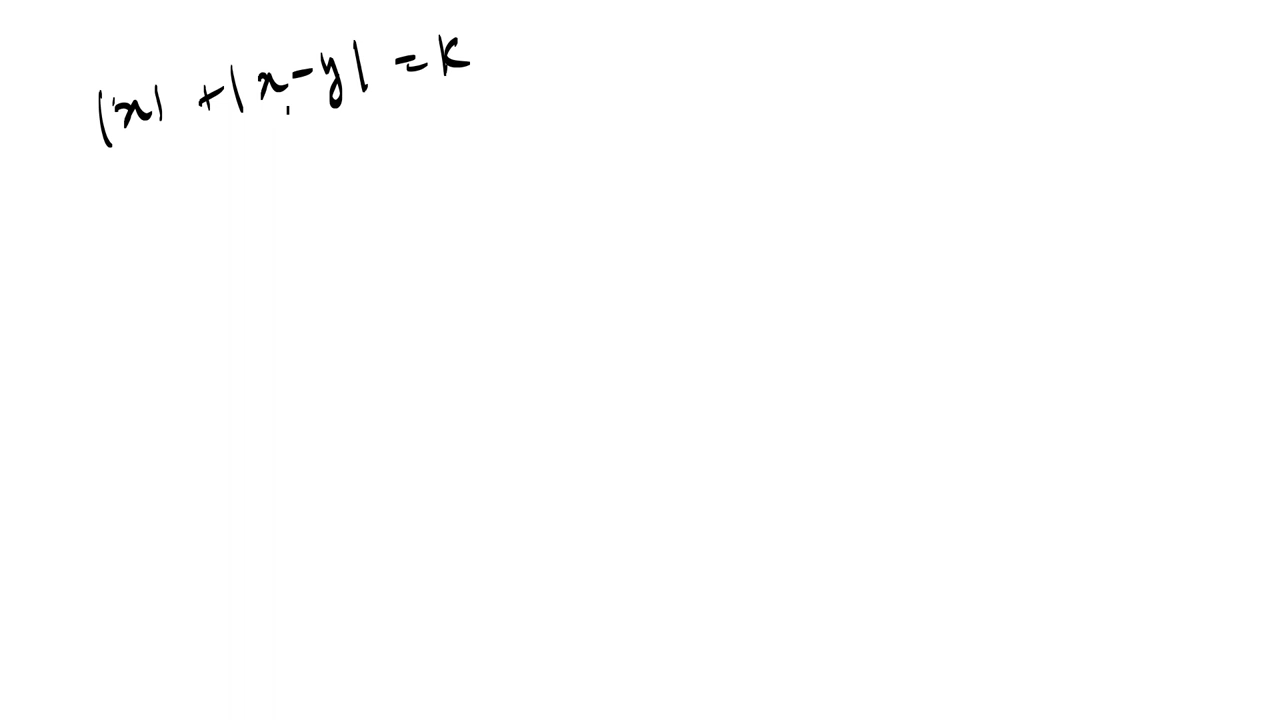 |x| + |x - y| = k